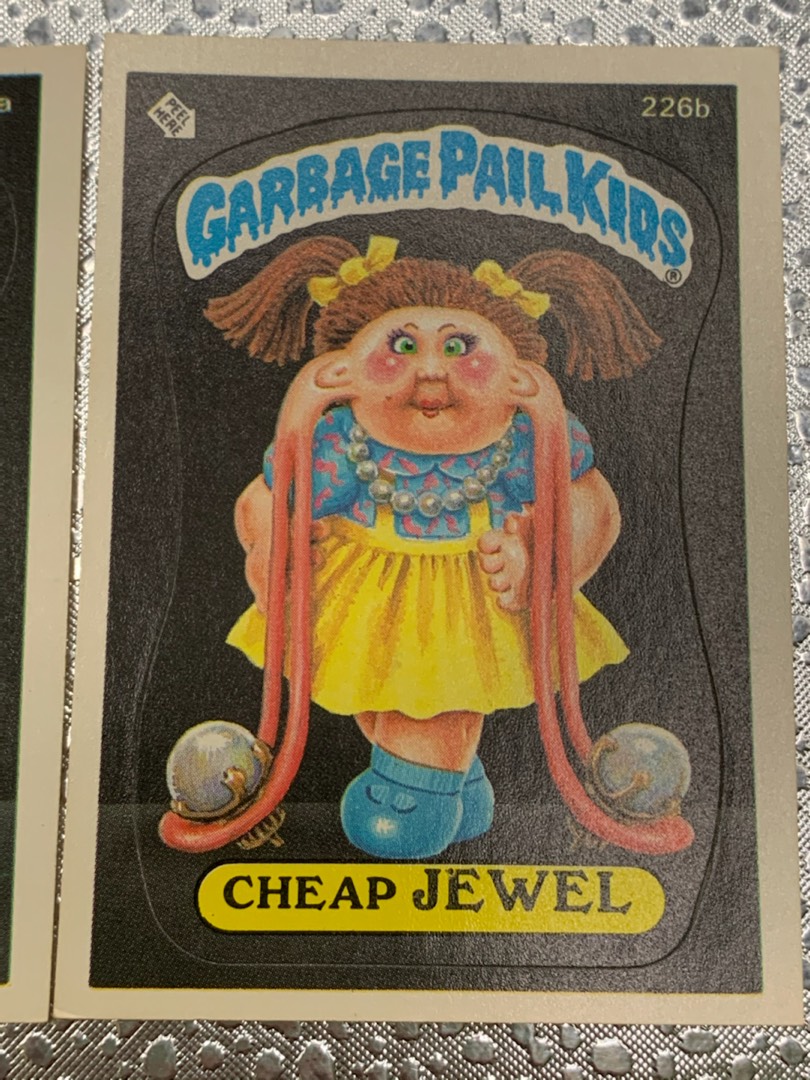 a
PEEL
HERE
226b
GARBAGE PAIL KIDS
®
CHEAP JEWEL